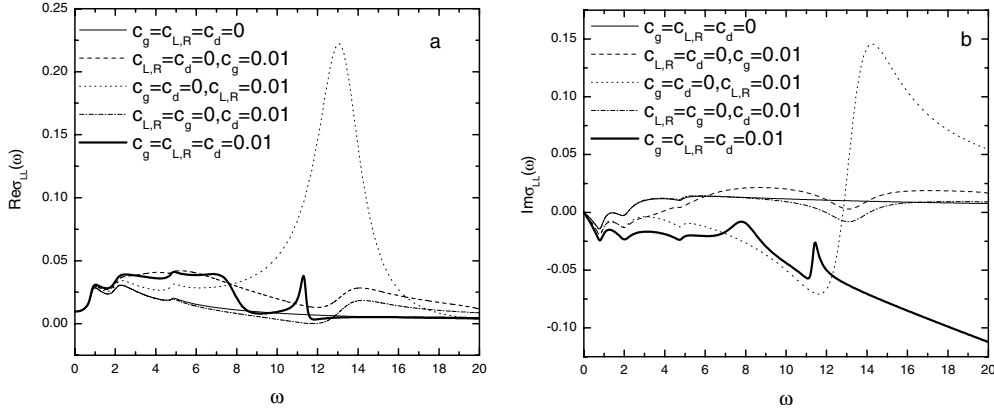 a
c_g=c_L,R=c_d=0
c_L,R=c_d=0,c_g=0.01
c_g=c_d=0,c_L,R=0.01
c_L,R=c_g=0,c_d=0.01
c_g=c_L,R=c_d=0.01
Reσ_LL(ω)
0.25
0.20
0.15
0.10
0.05
0.00
0 2 4 6 8 10 12 14 16 18 20
ω
b
c_g=c_L,R=c_d=0
c_L,R=c_d=0,c_g=0.01
c_g=c_d=0,c_L,R=0.01
c_L,R=c_g=0,c_d=0.01
c_g=c_L,R=c_d=0.01
Imσ_LL(ω)
0.15
0.10
0.05
0.00
-0.05
-0.10
0 2 4 6 8 10 12 14 16 18 20
ω